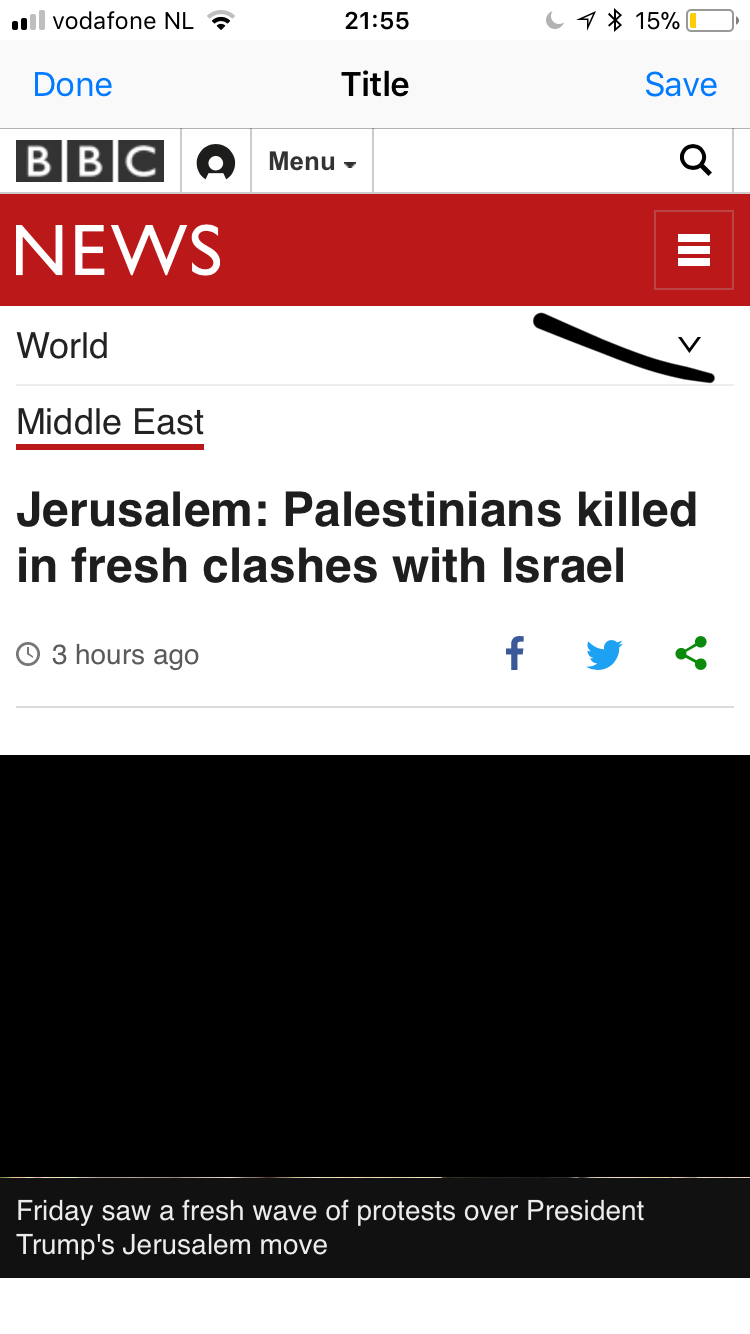 vodafone NL 21:55 15%
Done Title Save
BBC Menu
NEWS
World
Middle East
Jerusalem: Palestinians killed
in fresh clashes with Israel
3 hours ago
Friday saw a fresh wave of protests over President
Trump's Jerusalem move